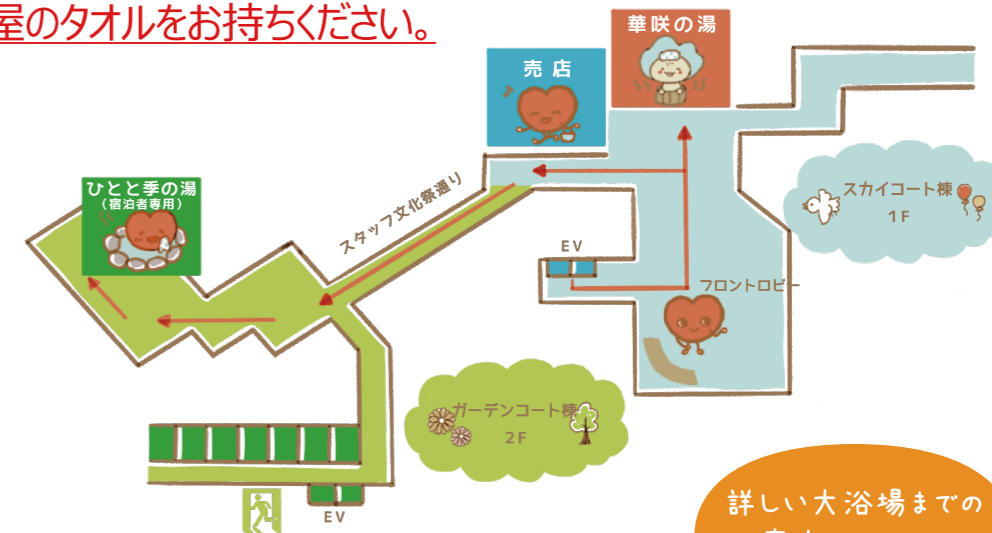 屋のタオルをお持ちください。
華咲の湯
売店
ひとと季の湯
(宿泊者専用)
スタッフ文化祭通り
スカイコート棟
1F
EV
フロントロビー
ガーデンコート棟
2F
EV
詳しい大浴場までの